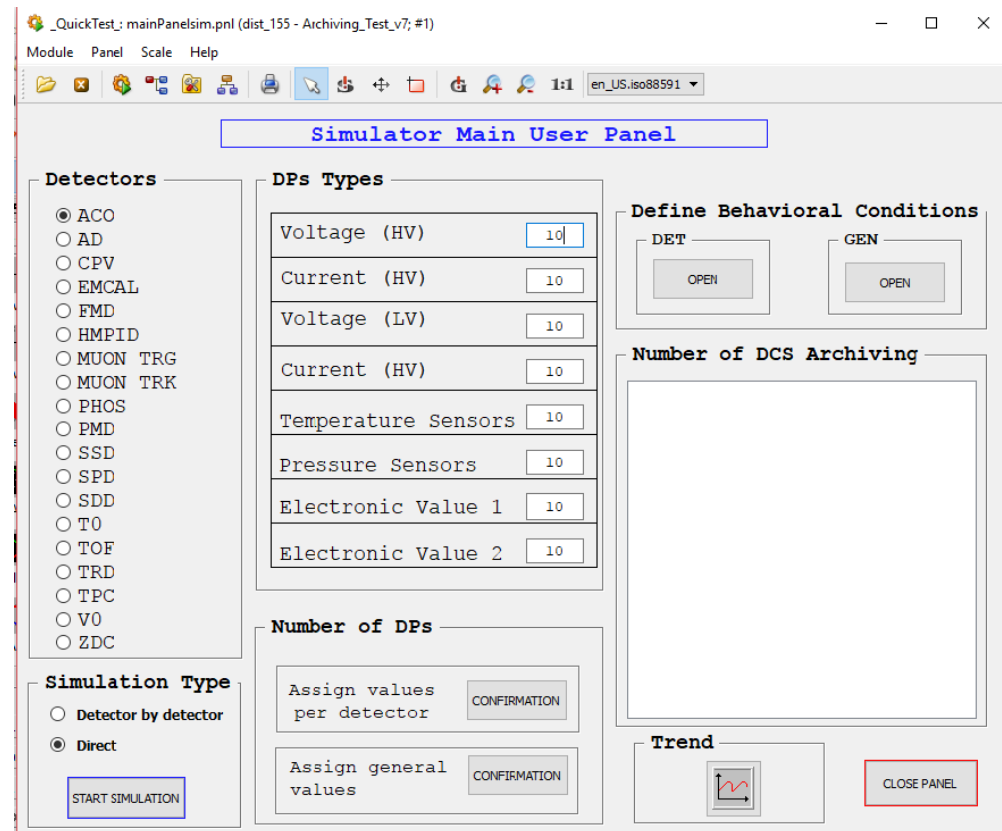 _QuickTest_: mainPanelsim.pnl (dist_155 - Archiving_Test_v7; #1)
Module Panel Scale Help
1:1 en_US.iso88591
Simulator Main User Panel
Detectors
ACO
AD
CPV
EMCAL
FMD
HMPID
MUON TRG
MUON TRK
PHOS
PMD
SSD
SPD
SDD
T0
TOF
TRD
TPC
V0
ZDC
Simulation Type
Detector by detector
Direct
START SIMULATION
DPs Types
Voltage (HV) 10
Current (HV) 10
Voltage (LV) 10
Current (HV) 10
Temperature Sensors 10
Pressure Sensors 10
Electronic Value 1 10
Electronic Value 2 10
Number of DPs
Assign values
per detector
CONFIRMATION
Assign general
values
CONFIRMATION
Define Behavioral Conditions
DET
OPEN
GEN
OPEN
Number of DCS Archiving
Trend
CLOSE PANEL